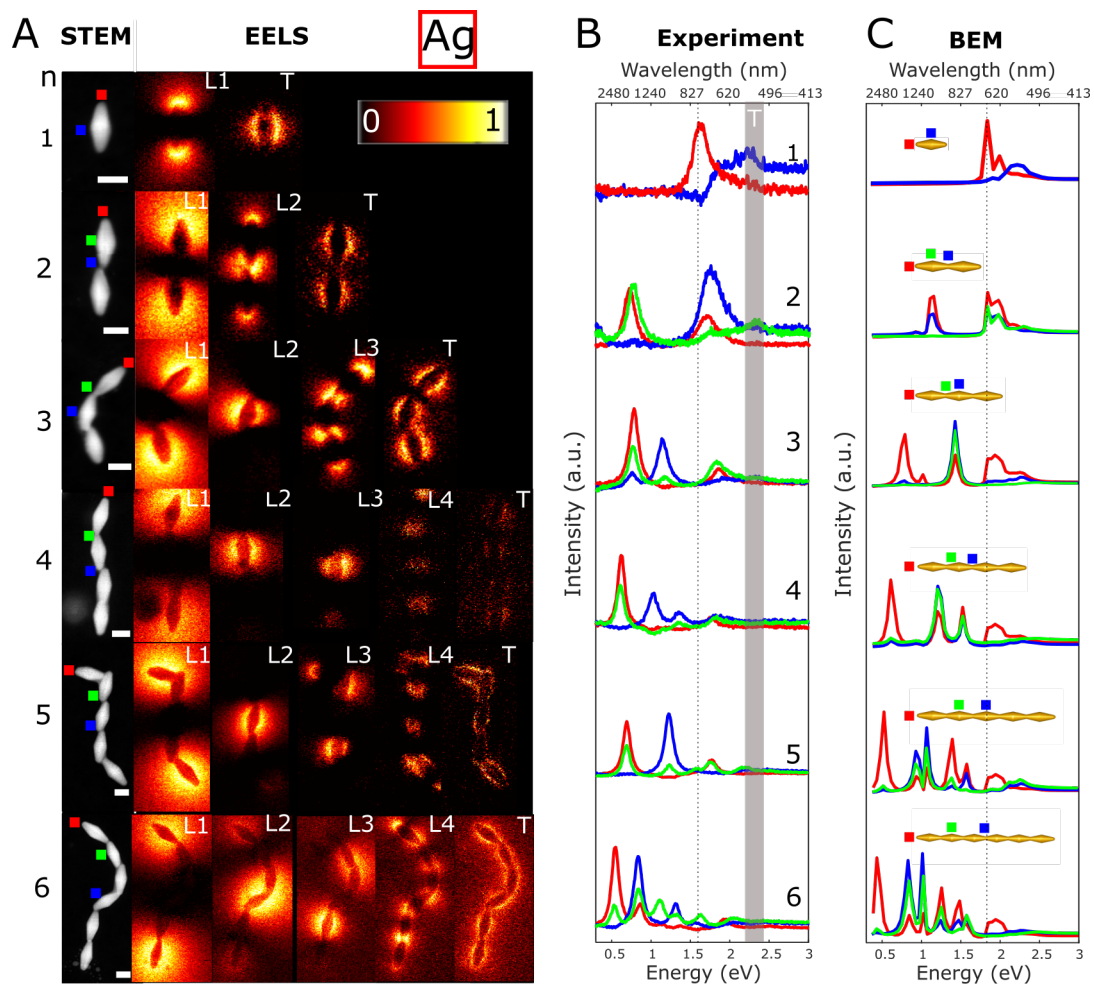 A STEM EELS Ag
n
0 1
1 L1 T
2 L1 L2 T
3 L1 L2 L3 T
4 L1 L2 L3 L4 T
5 L1 L2 L3 L4 T
6 L1 L2 L3 L4 T
B Experiment
Wavelength (nm)
2480 1240 827 620 496 413
T
1
2
3
4
5
6
Intensity (a.u.)
0.5 1 1.5 2 2.5 3
Energy (eV)
C BEM
Wavelength (nm)
2480 1240 827 620 496 413
Intensity (a.u.)
0.5 1 1.5 2 2.5 3
Energy (eV)